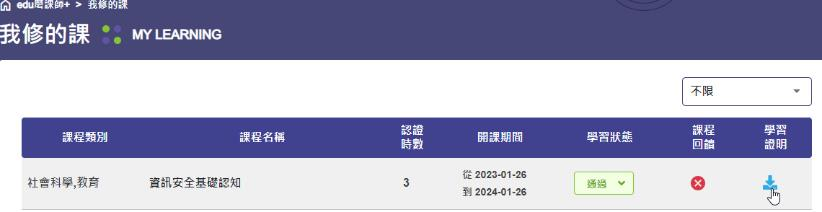 edu磨課師+ > 我修的課
我修的課 MY LEARNING
不限
課程類別 課程名稱 認證時數 開課期間 學習狀態 課程回饋 學習證明
社會科學,教育 資訊安全基礎認知 3 從 2023-01-26 通過
到 2024-01-26